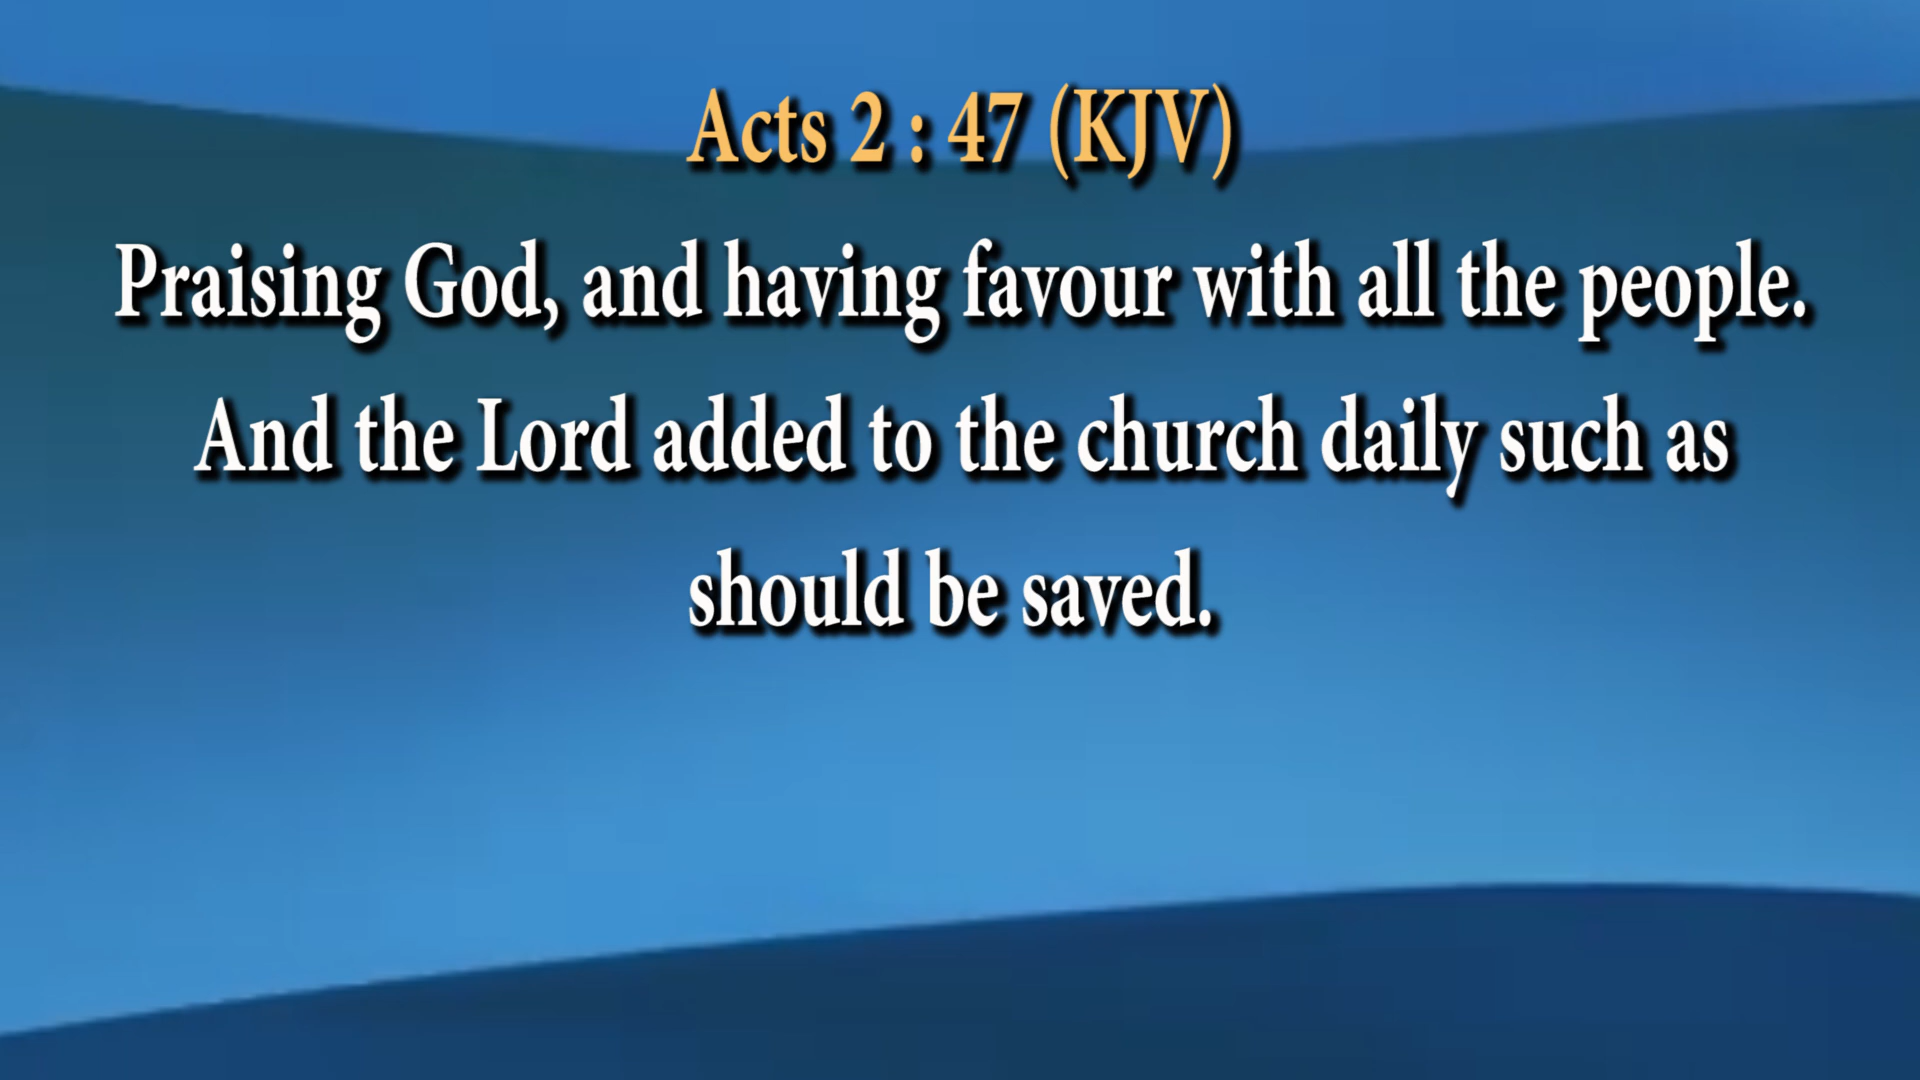 Acts 2 : 47 (KJV)
Praising God, and having favour with all the people.
And the Lord added to the church daily such as
should be saved.